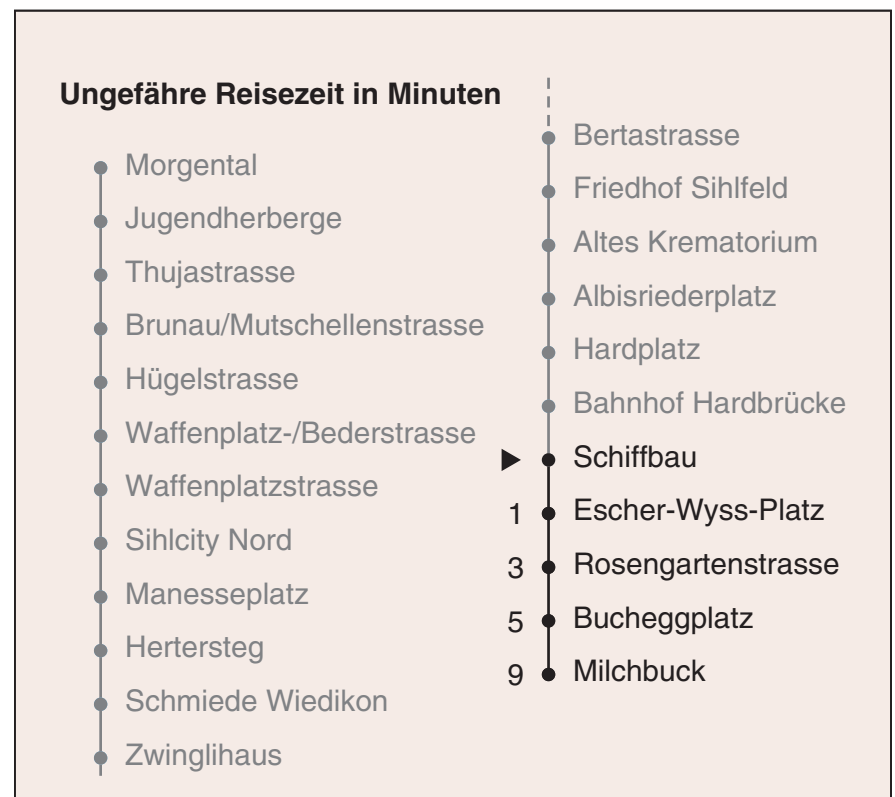 Ungefähre Reisezeit in Minuten
Morgental
Jugendherberge
Thujastrasse
Brunau/Mutschellenstrasse
Hügelstrasse
Waffenplatz-/Bederstrasse
Waffenplatzstrasse
Sihlcity Nord
Manesseplatz
Hertersteg
Schmiede Wiedikon
Zwinglihaus
Bertastrasse
Friedhof Sihlfeld
Altes Krematorium
Albisriederplatz
Hardplatz
Bahnhof Hardbrücke
Schiffbau
1 Escher-Wyss-Platz
3 Rosengartenstrasse
5 Bucheggplatz
9 Milchbuck